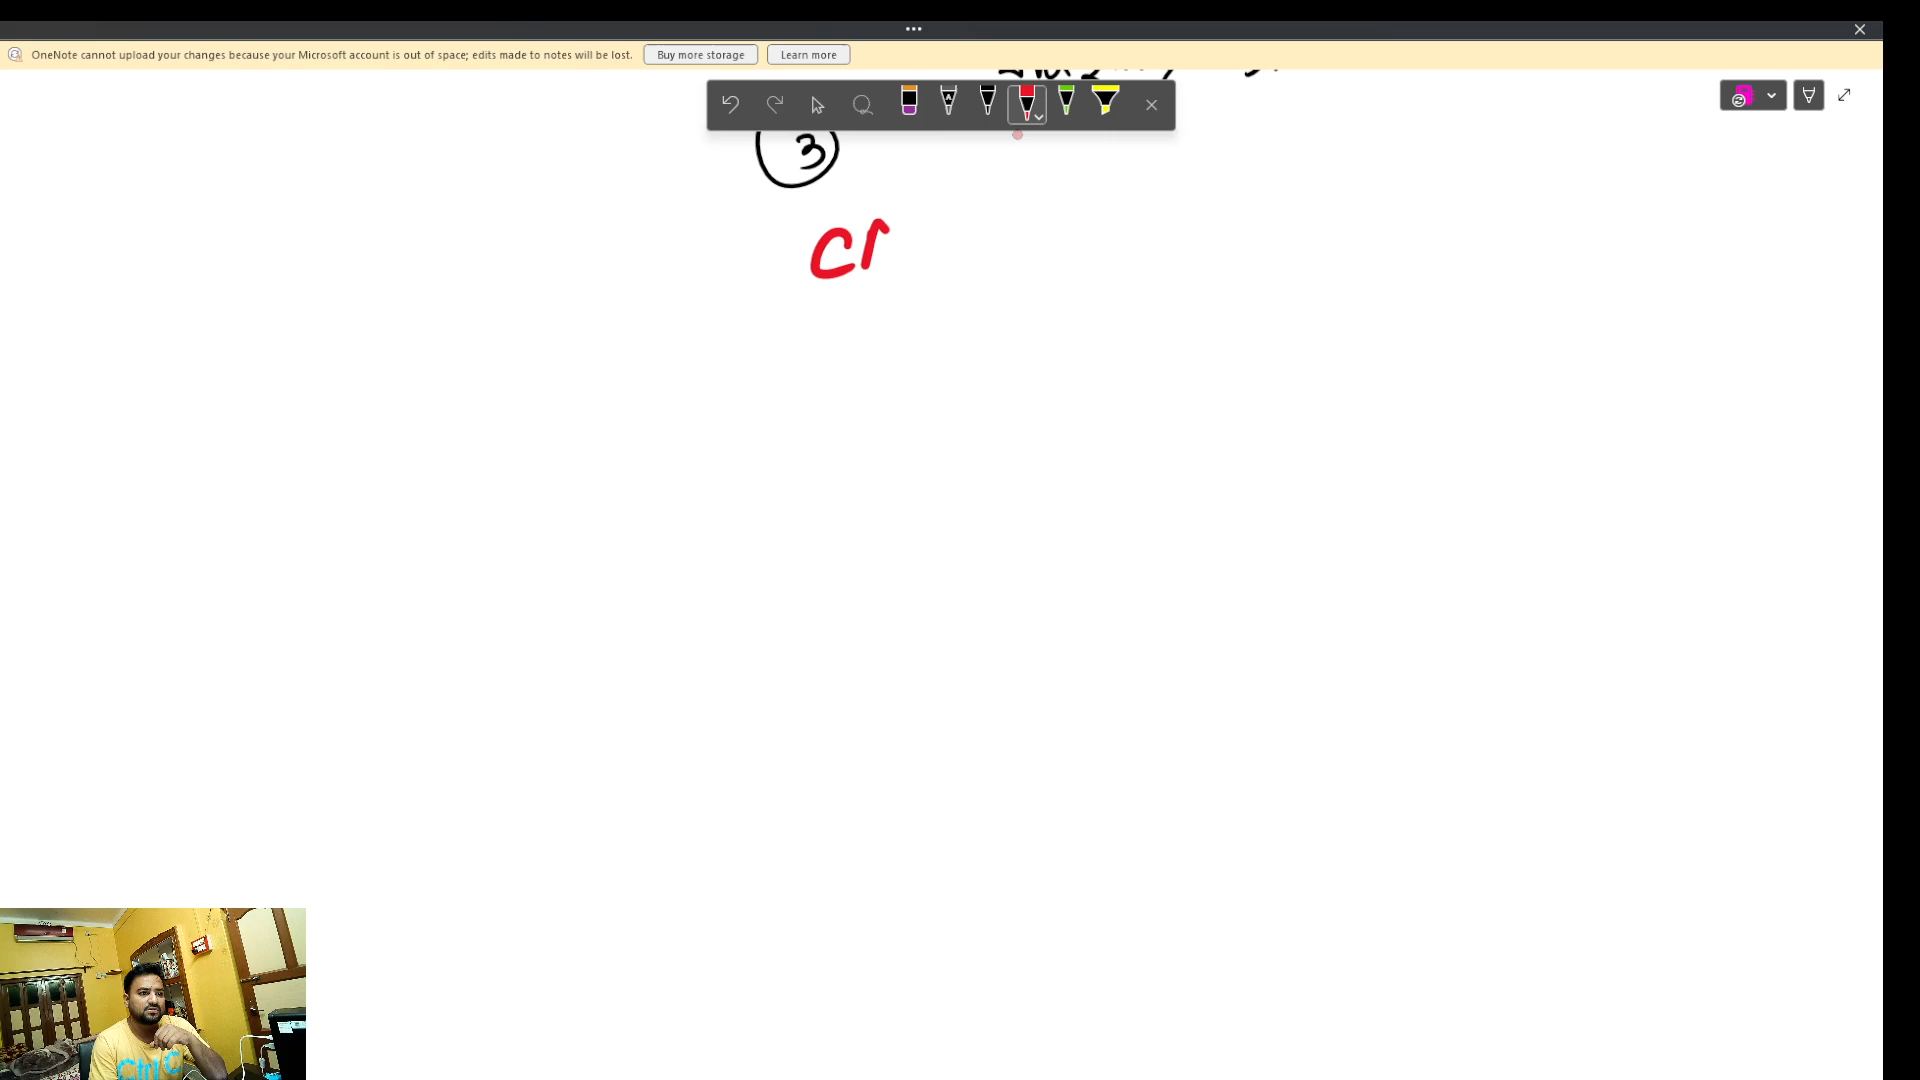 OneNote cannot upload your changes because your Microsoft account is out of space; edits made to notes will be lost. Buy more storage Learn more
3
Ctrl C